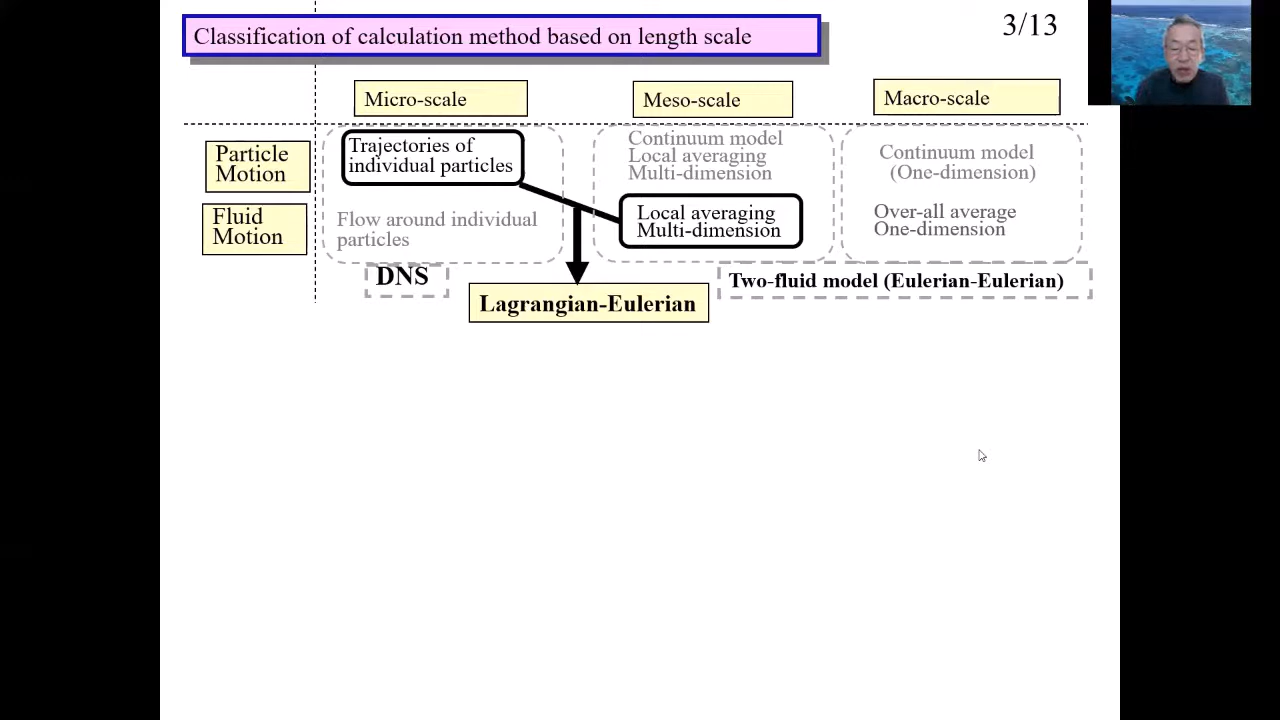 Classification of calculation method based on length scale
3/13
Micro-scale
Meso-scale
Macro-scale
Particle
Motion
Trajectories of
individual particles
Continuum model
Local averaging
Multi-dimension
Continuum model
(One-dimension)
Fluid
Motion
Flow around individual
particles
Local averaging
Multi-dimension
Over-all average
One-dimension
DNS
Lagrangian-Eulerian
Two-fluid model (Eulerian-Eulerian)